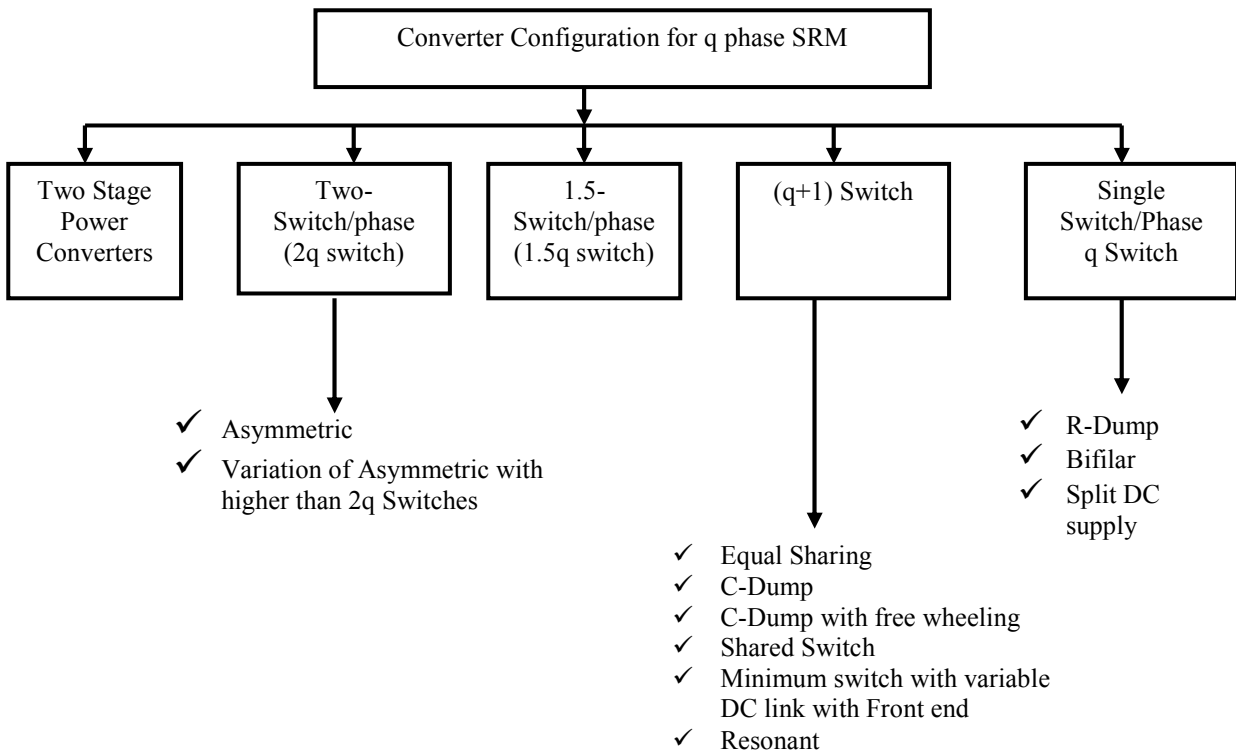 Converter Configuration for q phase SRM
Two Stage
Power
Converters
Two-
Switch/phase
(2q switch)
1.5-
Switch/phase
(1.5q switch)
(q+1) Switch
Single
Switch/Phase
q Switch
✓ Asymmetric
✓ Variation of Asymmetric with
higher than 2q Switches
✓ Equal Sharing
✓ C-Dump
✓ C-Dump with free wheeling
✓ Shared Switch
✓ Minimum switch with variable
DC link with Front end
✓ Resonant
✓ R-Dump
✓ Bifilar
✓ Split DC
supply